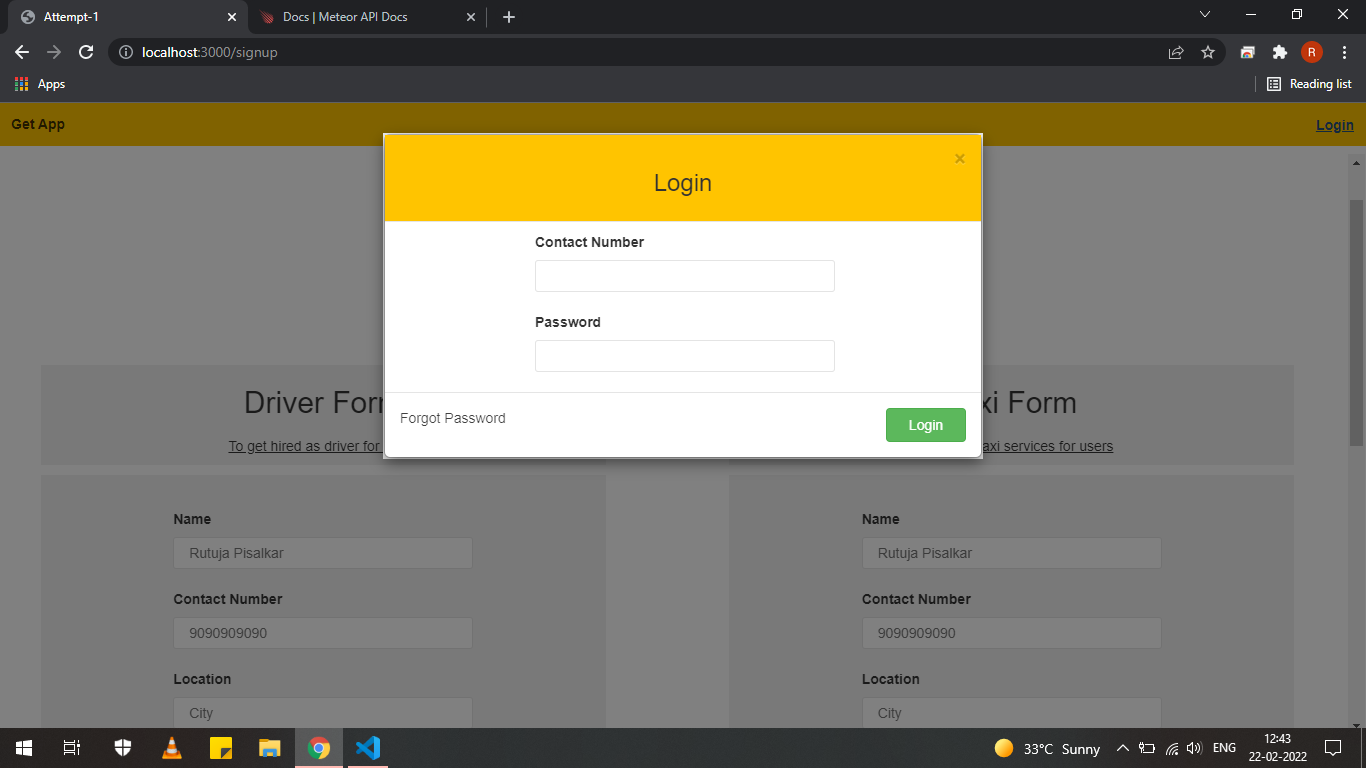 Attempt-1
Docs | Meteor API Docs
localhost:3000/signup
R
Apps
Reading list
Get App
Login
×
Login
Contact Number
Password
Forgot Password
Login
Driver For
xi Form
To get hired as driver for
axi services for users
Name
Name
Rutuja Pisalkar
Rutuja Pisalkar
Contact Number
Contact Number
9090909090
9090909090
Location
Location
City
City
33°C Sunny
ENG
12:43
22-02-2022